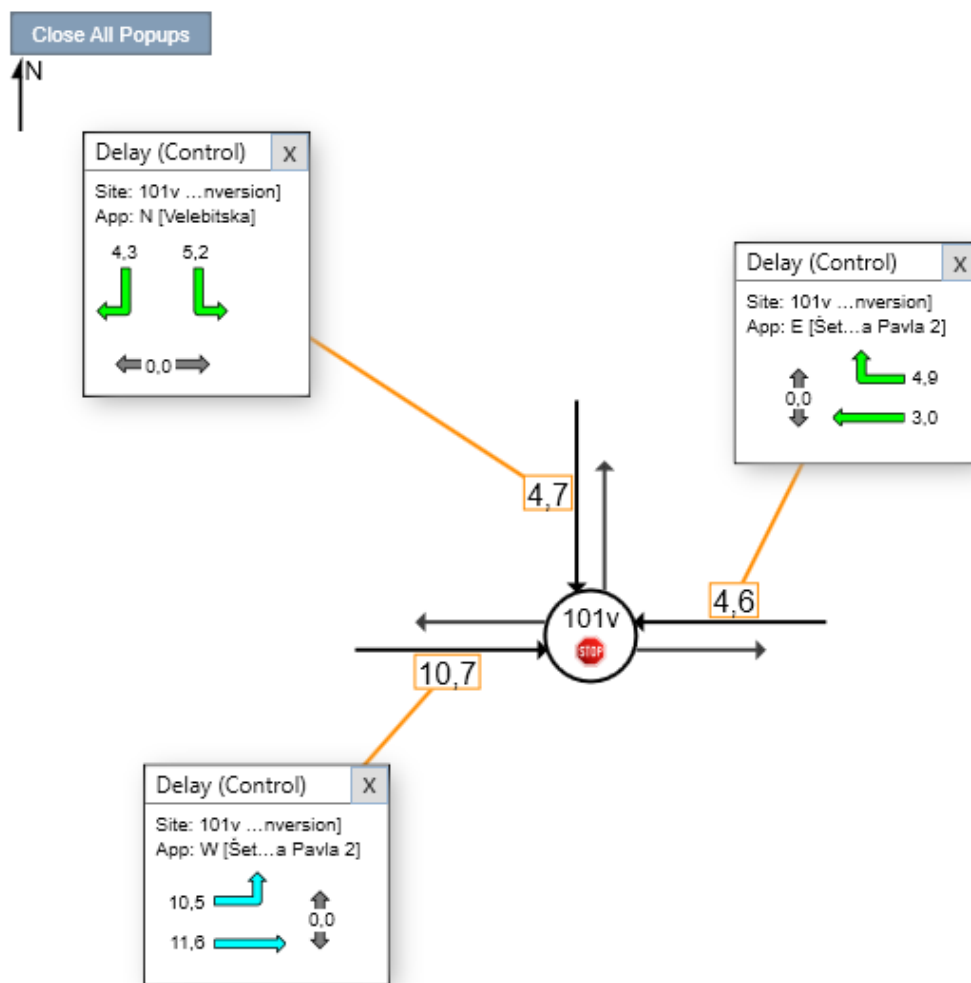 Close All Popups
N
Delay (Control) X
Site: 101v ...nversion]
App: N [Velebitska]
4,3 5,2
0,0
Delay (Control) X
Site: 101v ...nversion]
App: E [Šet...a Pavla 2]
4,9
0,0
3,0
4,7
4,6
101v
STOP
10,7
Delay (Control) X
Site: 101v ...nversion]
App: W [Šet...a Pavla 2]
10,5
0,0
11,6